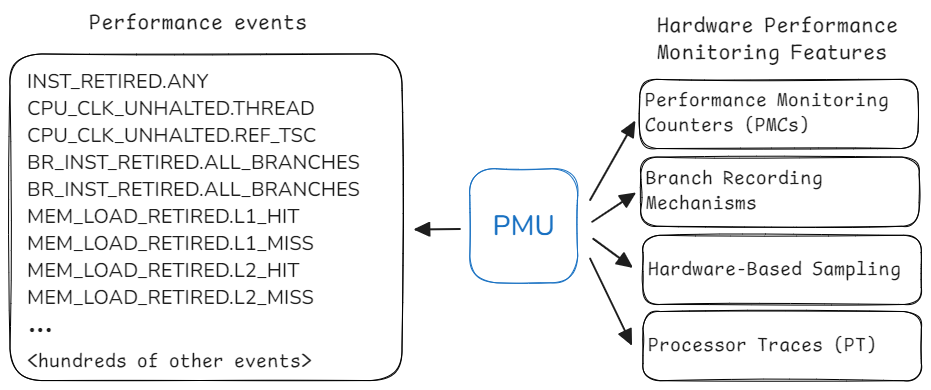 Performance events
INST_RETIRED.ANY
CPU_CLK_UNHALTED.THREAD
CPU_CLK_UNHALTED.REF_TSC
BR_INST_RETIRED.ALL_BRANCHES
BR_INST_RETIRED.ALL_BRANCHES
MEM_LOAD_RETIRED.L1_HIT
MEM_LOAD_RETIRED.L1_MISS
MEM_LOAD_RETIRED.L2_HIT
MEM_LOAD_RETIRED.L2_MISS
...
<hundreds of other events>
PMU
Hardware Performance
Monitoring Features
Performance Monitoring
Counters (PMCs)
Branch Recording
Mechanisms
Hardware-Based Sampling
Processor Traces (PT)